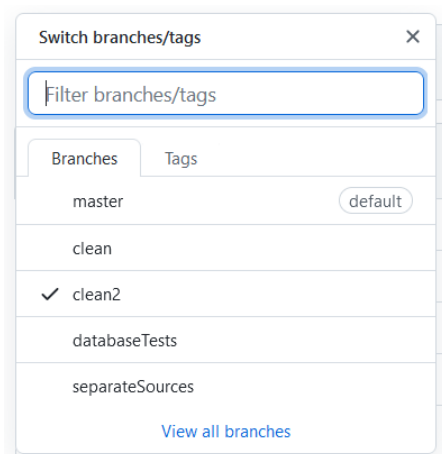 Switch branches/tags
Filter branches/tags
Branches Tags
master default
clean
clean2
databaseTests
separateSources
View all branches